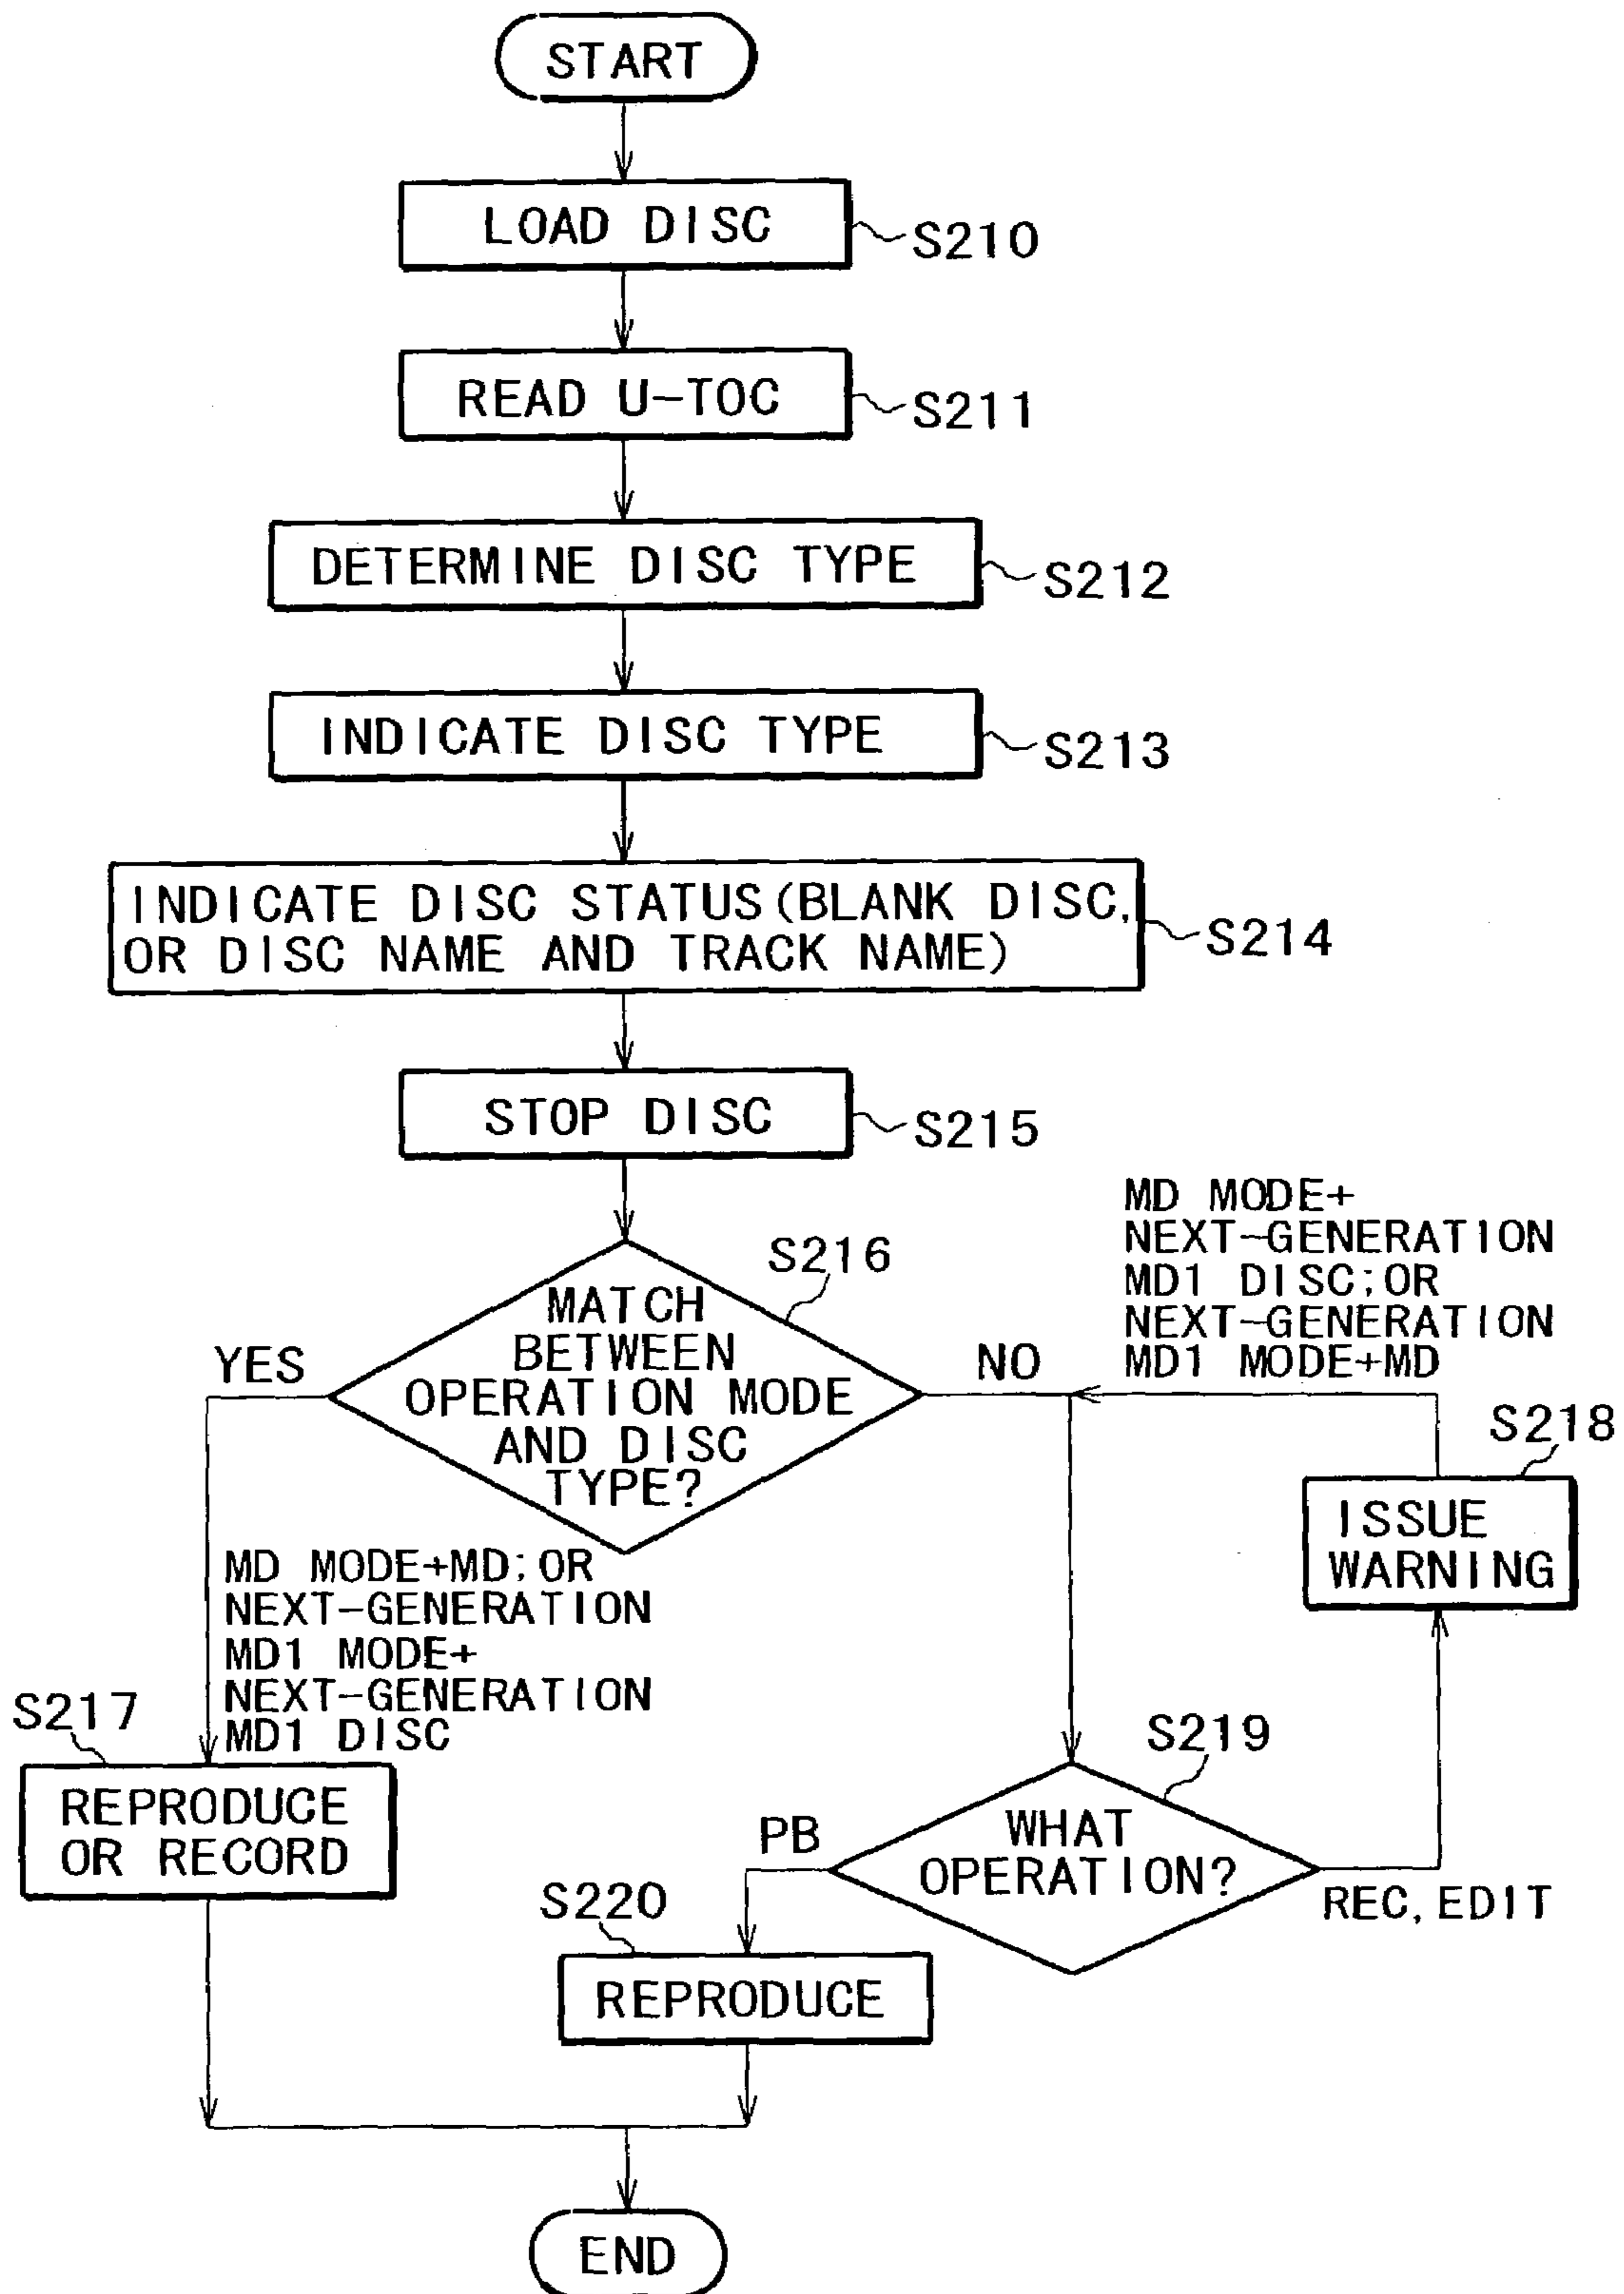 START
LOAD DISC
S210
READ U-TOC
S211
DETERMINE DISC TYPE
S212
INDICATE DISC TYPE
S213
INDICATE DISC STATUS(BLANK DISC,
OR DISC NAME AND TRACK NAME)
S214
STOP DISC
S215
S216
MATCH
BETWEEN
OPERATION MODE
AND DISC
TYPE?
YES
NO
MD MODE+
NEXT-GENERATION
MD1 DISC;OR
NEXT-GENERATION
MD1 MODE+MD
S218
ISSUE
WARNING
MD MODE+MD;OR
NEXT-GENERATION
MD1 MODE+
NEXT-GENERATION
MD1 DISC
S217
REPRODUCE
OR RECORD
S219
WHAT
OPERATION?
PB
REC,EDIT
S220
REPRODUCE
END